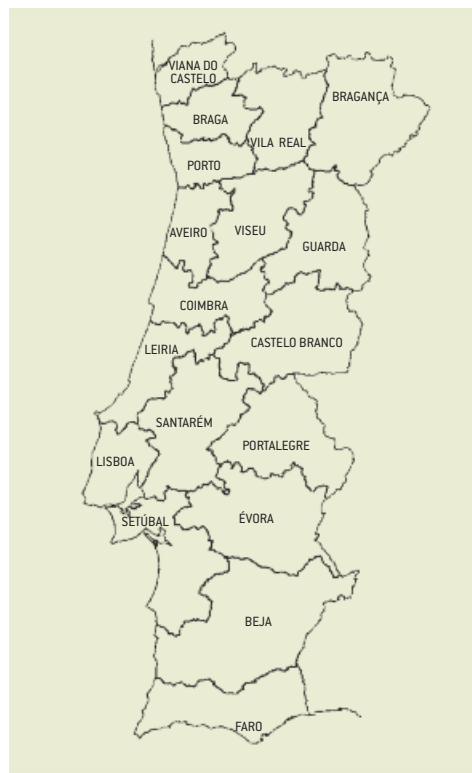 VIANA DO
CASTELO
BRAGANÇA
BRAGA
VILA REAL
PORTO
AVEIRO
VISEU
GUARDA
COIMBRA
LEIRIA
CASTELO BRANCO
SANTARÉM
PORTALEGRE
LISBOA
SETÚBAL
ÉVORA
BEJA
FARO